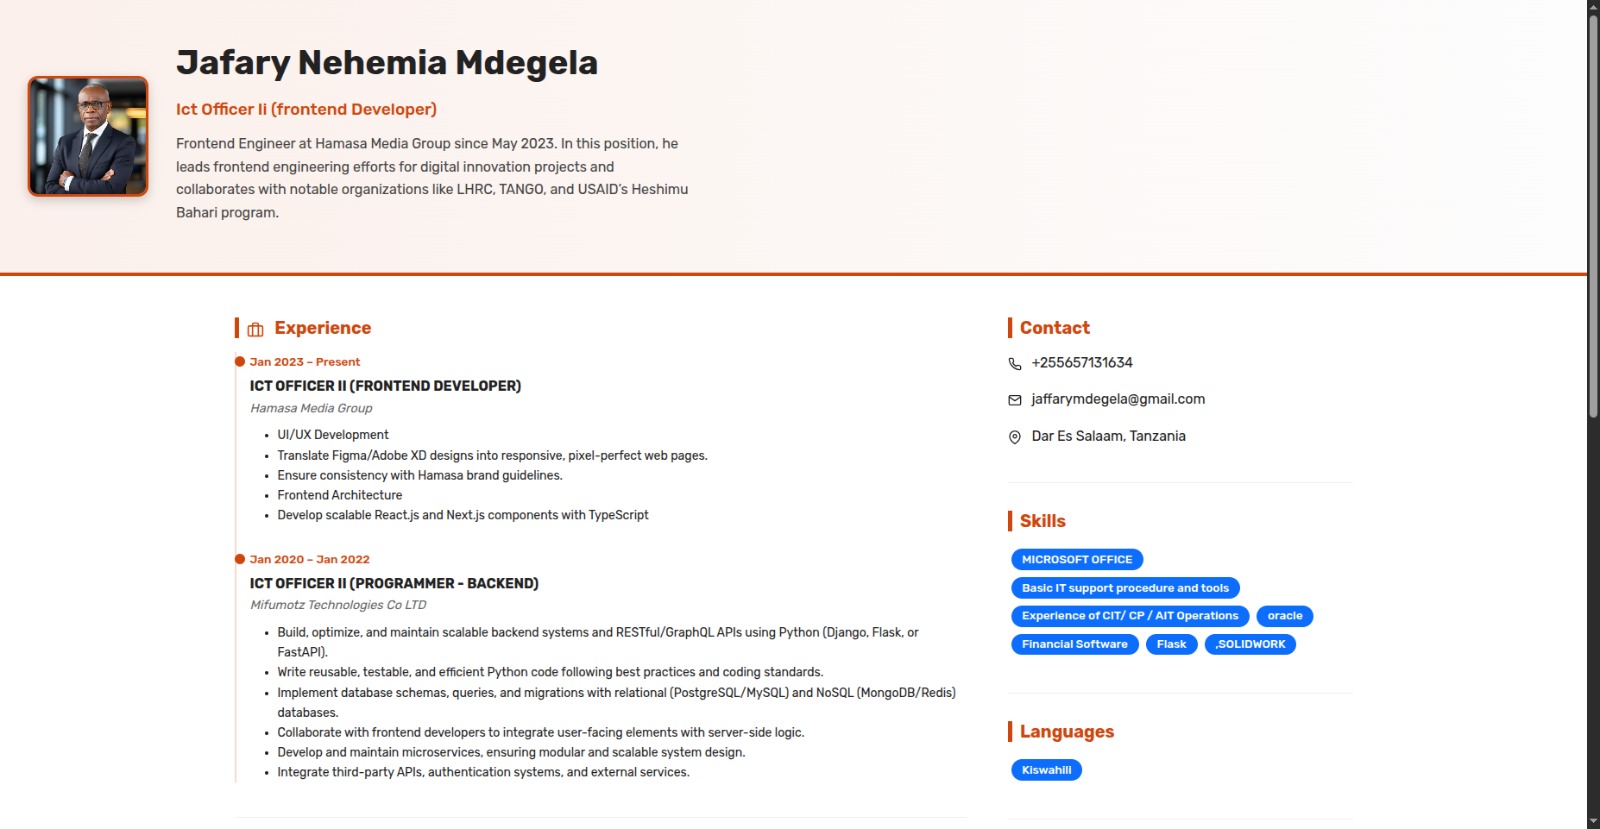 Jafary Nehemia Mdegela
Ict Officer Ii (frontend Developer)
Frontend Engineer at Hamasa Media Group since May 2023. In this position, he
leads frontend engineering efforts for digital innovation projects and
collaborates with notable organizations like LHRC, TANGO, and USAID’s Heshimu
Bahari program.
Experience
Jan 2023 – Present
ICT OFFICER II (FRONTEND DEVELOPER)
Hamasa Media Group
• UI/UX Development
• Translate Figma/Adobe XD designs into responsive, pixel-perfect web pages.
• Ensure consistency with Hamasa brand guidelines.
• Frontend Architecture
• Develop scalable React.js and Next.js components with TypeScript
Jan 2020 – Jan 2022
ICT OFFICER II (PROGRAMMER - BACKEND)
Mifumotz Technologies Co LTD
• Build, optimize, and maintain scalable backend systems and RESTful/GraphQL APIs using Python (Django, Flask, or
FastAPI).
• Write reusable, testable, and efficient Python code following best practices and coding standards.
• Implement database schemas, queries, and migrations with relational (PostgreSQL/MySQL) and NoSQL (MongoDB/Redis)
databases.
• Collaborate with frontend developers to integrate user-facing elements with server-side logic.
• Develop and maintain microservices, ensuring modular and scalable system design.
• Integrate third-party APIs, authentication systems, and external services.
Contact
+255657131634
jaffarymdegela@gmail.com
Dar Es Salaam, Tanzania
Skills
MICROSOFT OFFICE
Basic IT support procedure and tools
Experience of CIT/ CP / AIT Operations oracle
Financial Software Flask ,SOLIDWORK
Languages
Kiswahili